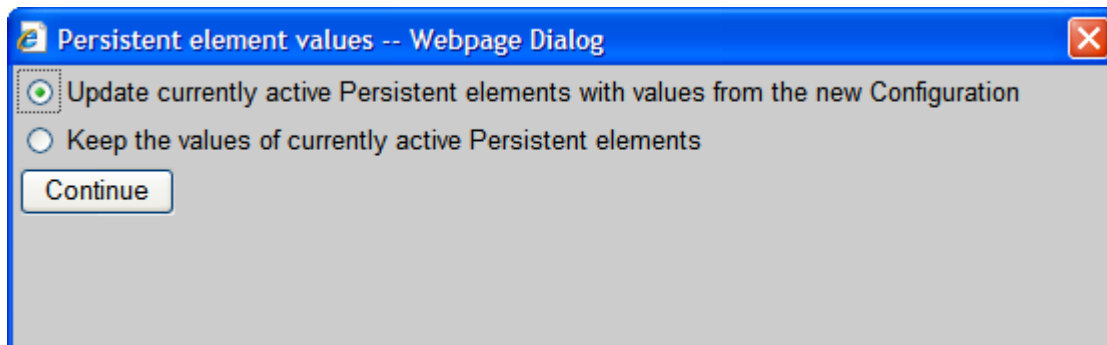 Persistent element values -- Webpage Dialog
Update currently active Persistent elements with values from the new Configuration
Keep the values of currently active Persistent elements
Continue